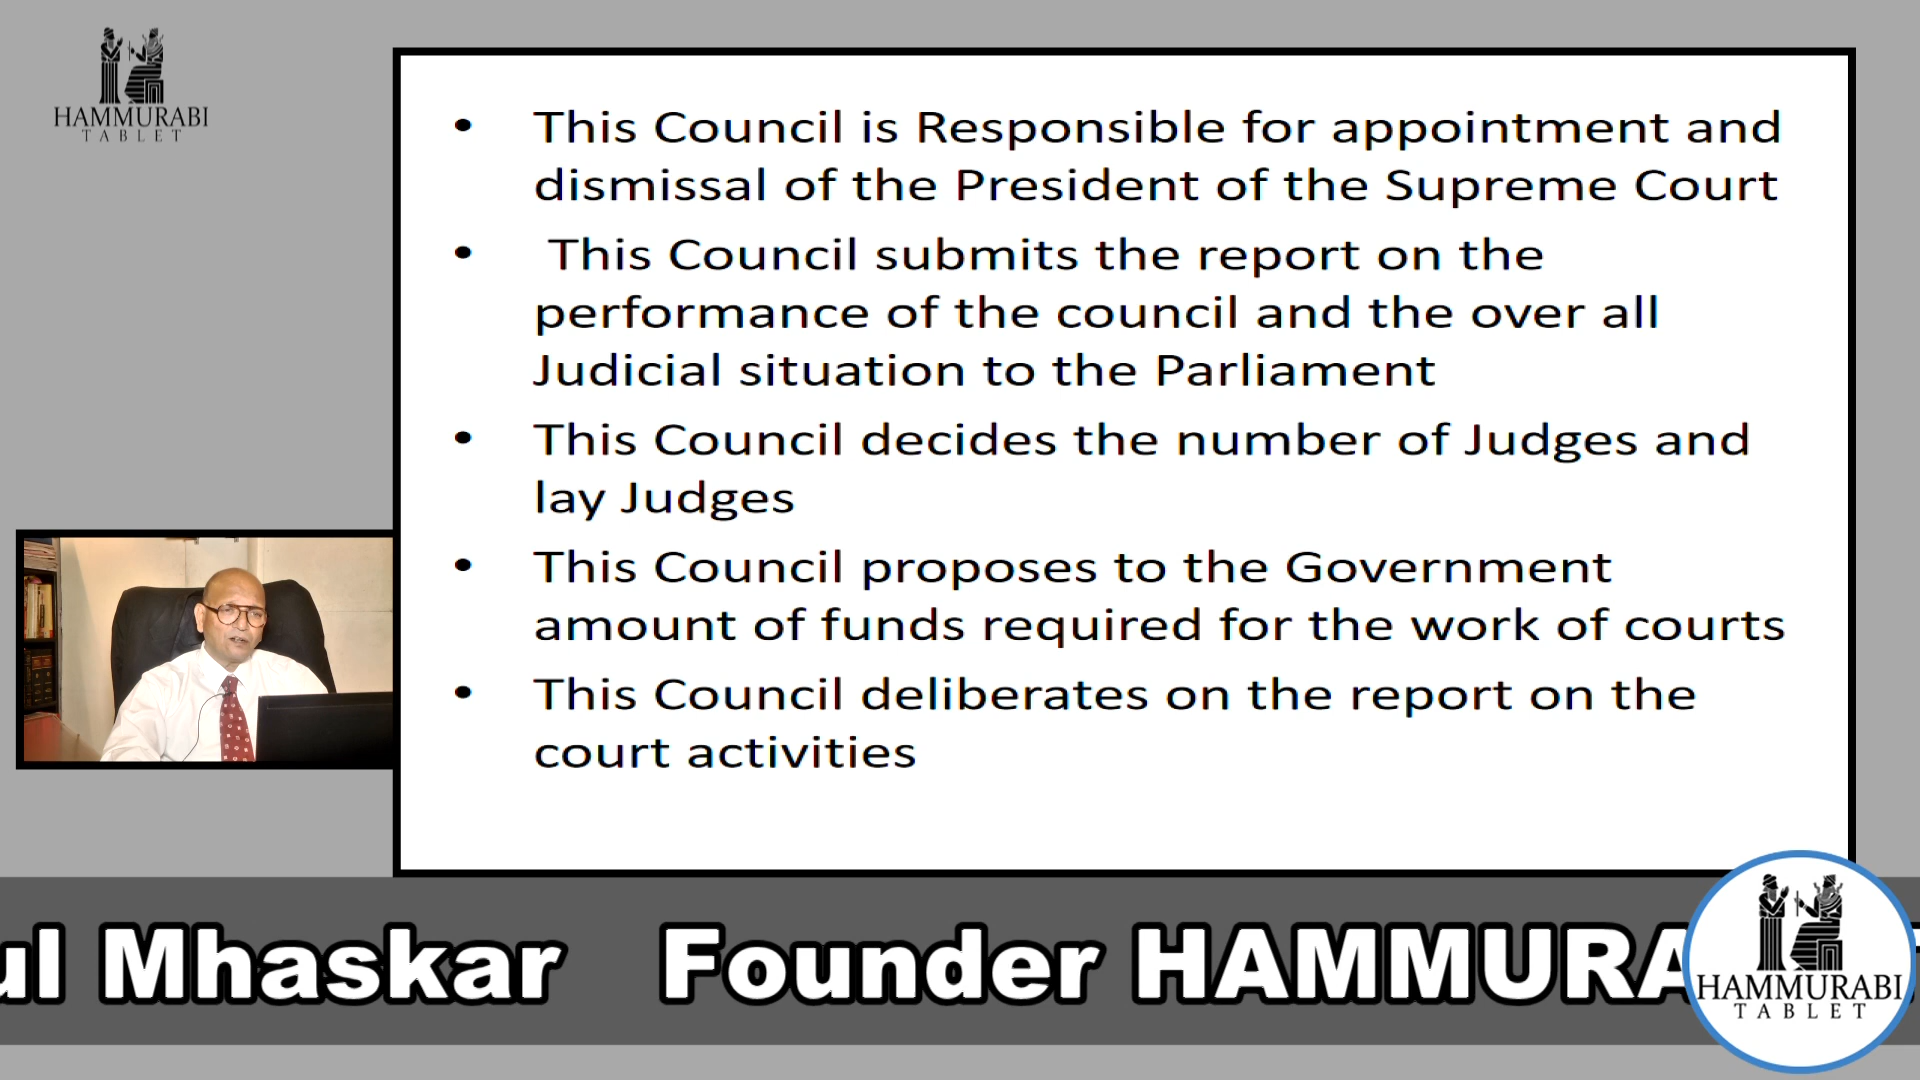 HAMMURABI
TABLET
• This Council is Responsible for appointment and
dismissal of the President of the Supreme Court
• This Council submits the report on the
performance of the council and the over all
Judicial situation to the Parliament
• This Council decides the number of Judges and
lay Judges
• This Council proposes to the Government
amount of funds required for the work of courts
• This Council deliberates on the report on the
court activities
ul Mhaskar Founder HAMMURA
HAMMURABI
TABLET